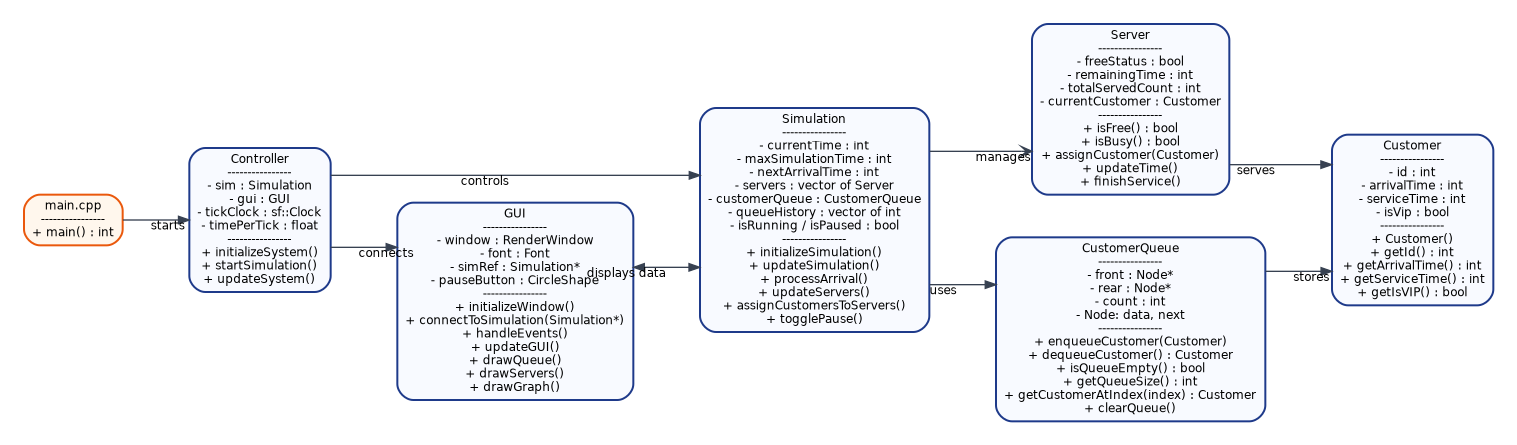 main.cpp
----------------
+ main() : int
starts
Controller
----------------
- sim : Simulation
- gui : GUI
- tickClock : sf::Clock
- timePerTick : float
----------------
+ initializeSystem()
+ startSimulation()
+ updateSystem()
controls
connects
GUI
----------------
- window : RenderWindow
- font : Font
- simRef : Simulation*
- pauseButton : CircleShape
----------------
+ initializeWindow()
+ connectToSimulation(Simulation*)
+ handleEvents()
+ updateGUI()
+ drawQueue()
+ drawServers()
+ drawGraph()
displays data
Simulation
----------------
- currentTime : int
- maxSimulationTime : int
- nextArrivalTime : int
- servers : vector of Server
- customerQueue : CustomerQueue
- queueHistory : vector of int
- isRunning / isPaused : bool
----------------
+ initializeSimulation()
+ updateSimulation()
+ processArrival()
+ updateServers()
+ assignCustomersToServers()
+ togglePause()
manages
uses
Server
----------------
- freeStatus : bool
- remainingTime : int
- totalServedCount : int
- currentCustomer : Customer
----------------
+ isFree() : bool
+ isBusy() : bool
+ assignCustomer(Customer)
+ updateTime()
+ finishService()
serves
CustomerQueue
----------------
- front : Node*
- rear : Node*
- count : int
- Node: data, next
----------------
+ enqueueCustomer(Customer)
+ dequeueCustomer() : Customer
+ isQueueEmpty() : bool
+ getQueueSize() : int
+ getCustomerAtIndex(index) : Customer
+ clearQueue()
stores
Customer
----------------
- id : int
- arrivalTime : int
- serviceTime : int
- isVip : bool
----------------
+ Customer()
+ getId() : int
+ getArrivalTime() : int
+ getServiceTime() : int
+ getIsVIP() : bool